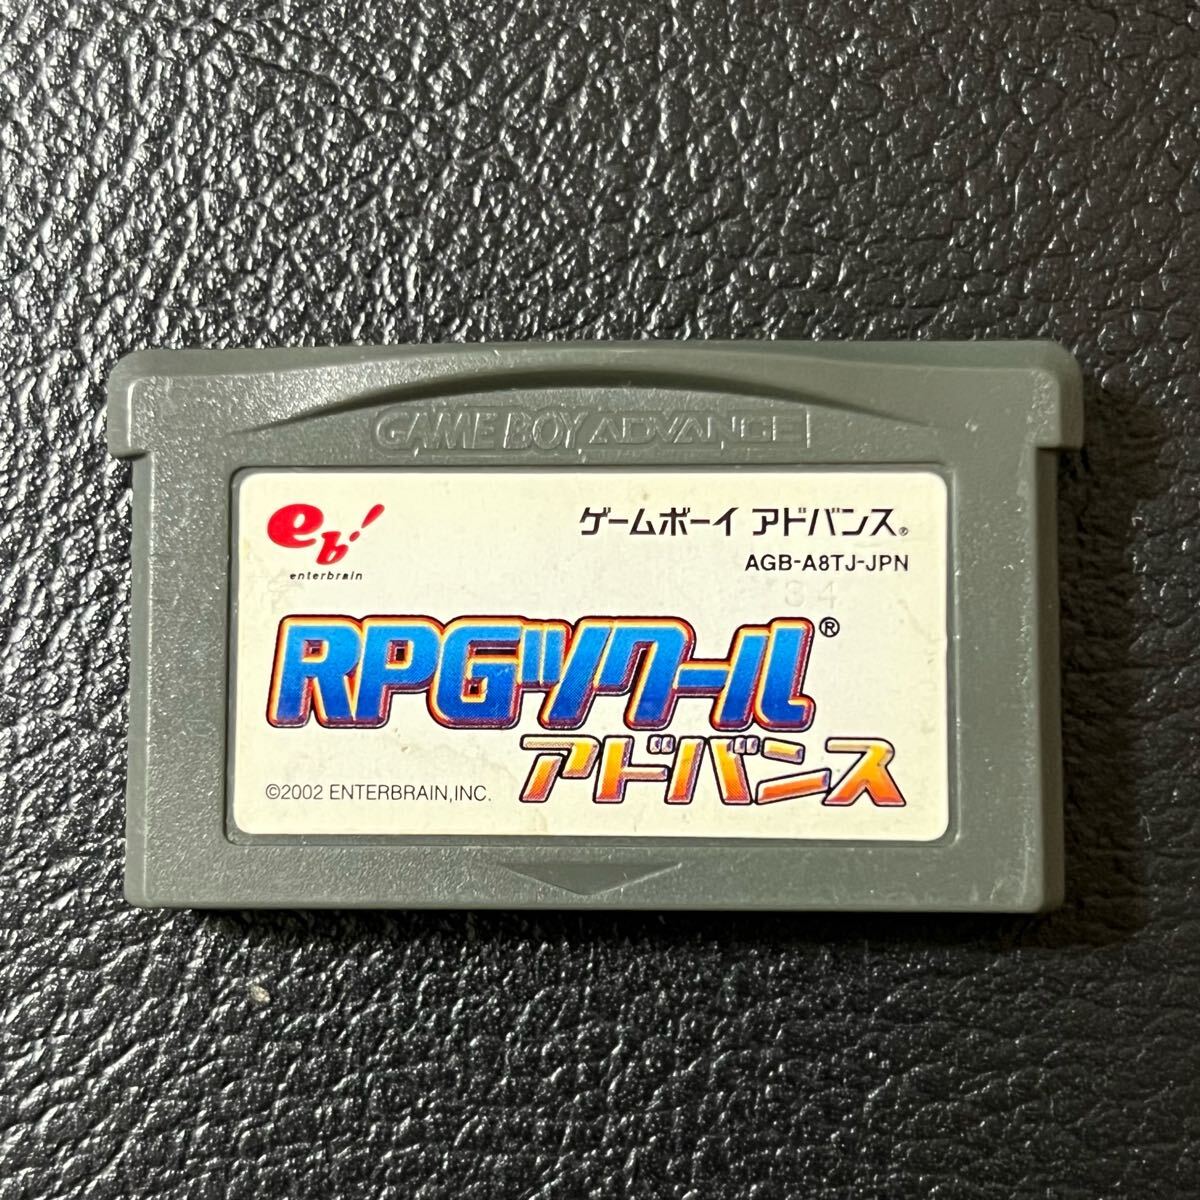 GAME BOY ADVANCE
eb!
enterbrain
ゲームボーイ アドバンス®
AGB-A8TJ-JPN
34
RPGツクール®
アドバンス
©2002 ENTERBRAIN,INC.